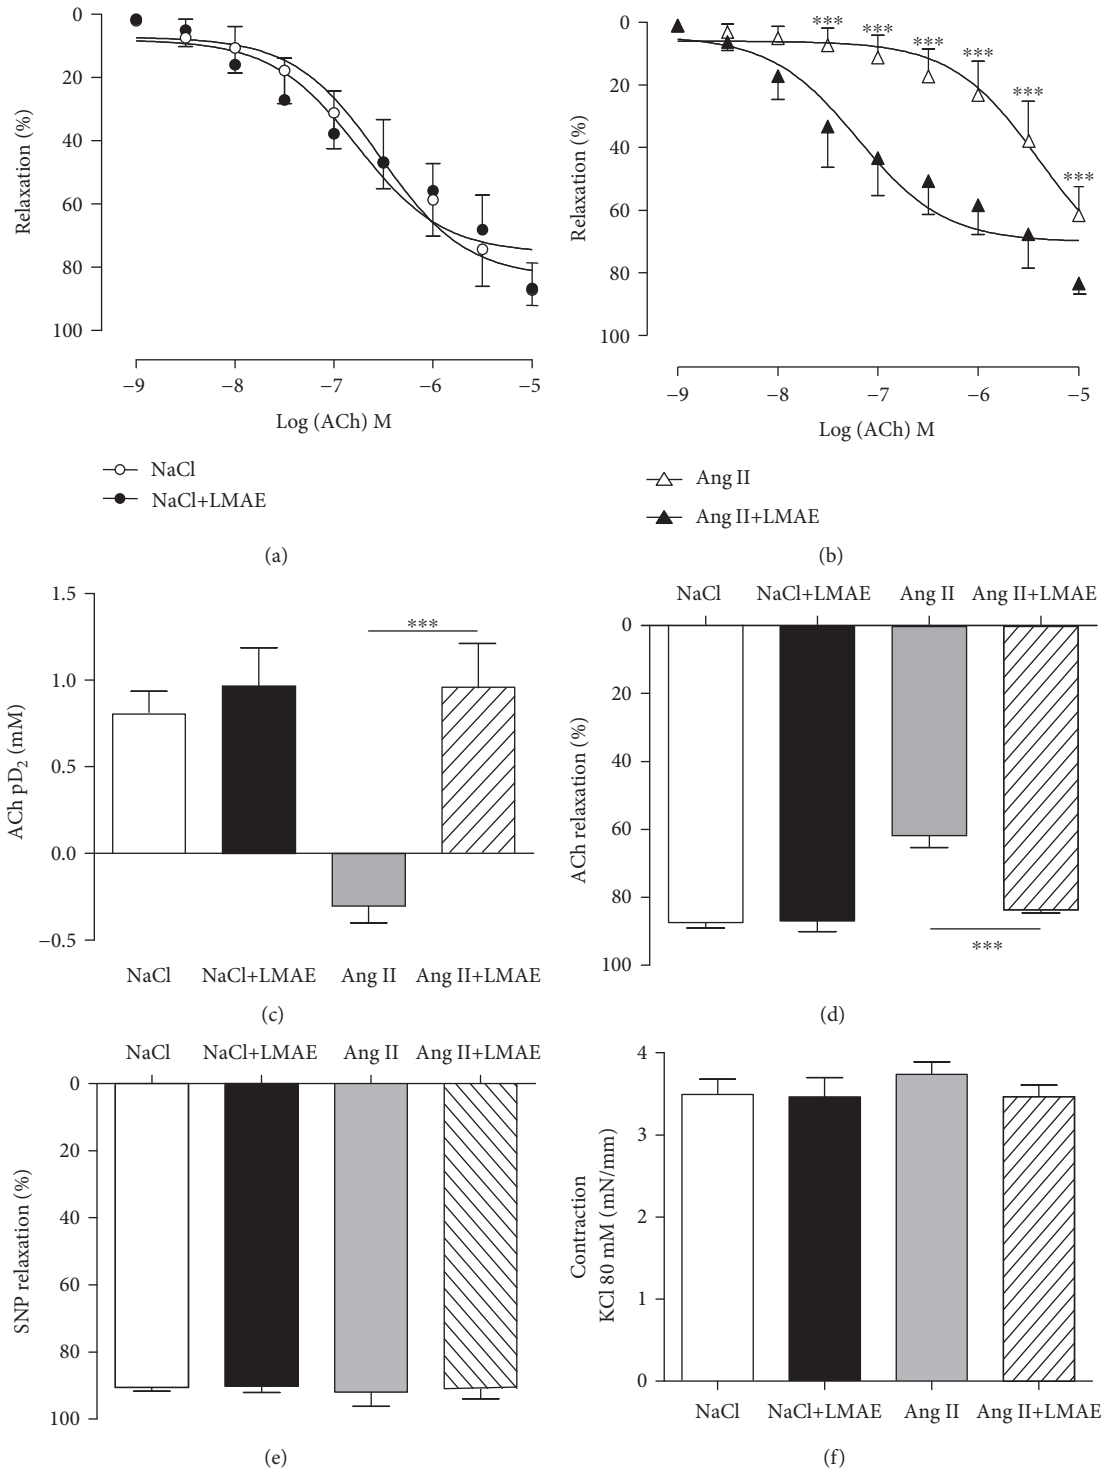 0
20
40
60
80
100
Relaxation (%)
−9
−8
−7
−6
−5
Log (ACh) M
NaCl
NaCl+LMAE
(a)
0
20
40
60
80
100
Relaxation (%)
***
***
***
***
***
***
−9
−8
−7
−6
−5
Log (ACh) M
Ang II
Ang II+LMAE
(b)
1.5
1.0
0.5
0.0
−0.5
ACh pD2 (mM)
***
NaCl
NaCl+LMAE
Ang II
Ang II+LMAE
(c)
NaCl
NaCl+LMAE
Ang II
Ang II+LMAE
0
20
40
60
80
100
ACh relaxation (%)
***
(d)
NaCl
NaCl+LMAE
Ang II
Ang II+LMAE
0
20
40
60
80
100
SNP relaxation (%)
(e)
4
3
2
1
0
Contraction
KCl 80 mM (mN/mm)
NaCl
NaCl+LMAE
Ang II
Ang II+LMAE
(f)